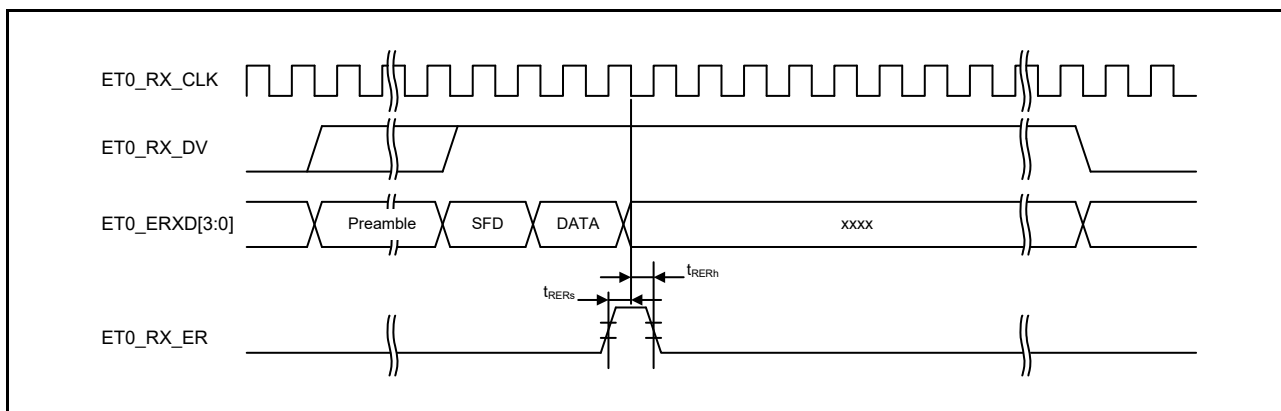 ET0_RX_CLK
ET0_RX_DV
ET0_ERXD[3:0]
Preamble SFD DATA xxxx
tRERh
tRERs
ET0_RX_ER